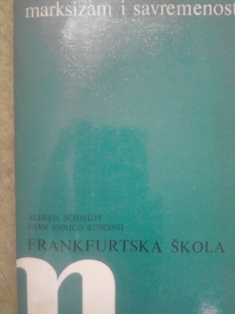 marksizam i savremenost
ALFRED SCHMIDT
GIAN ENRICO RUSCONI
FRANKFURTSKA ŠKOLA
m